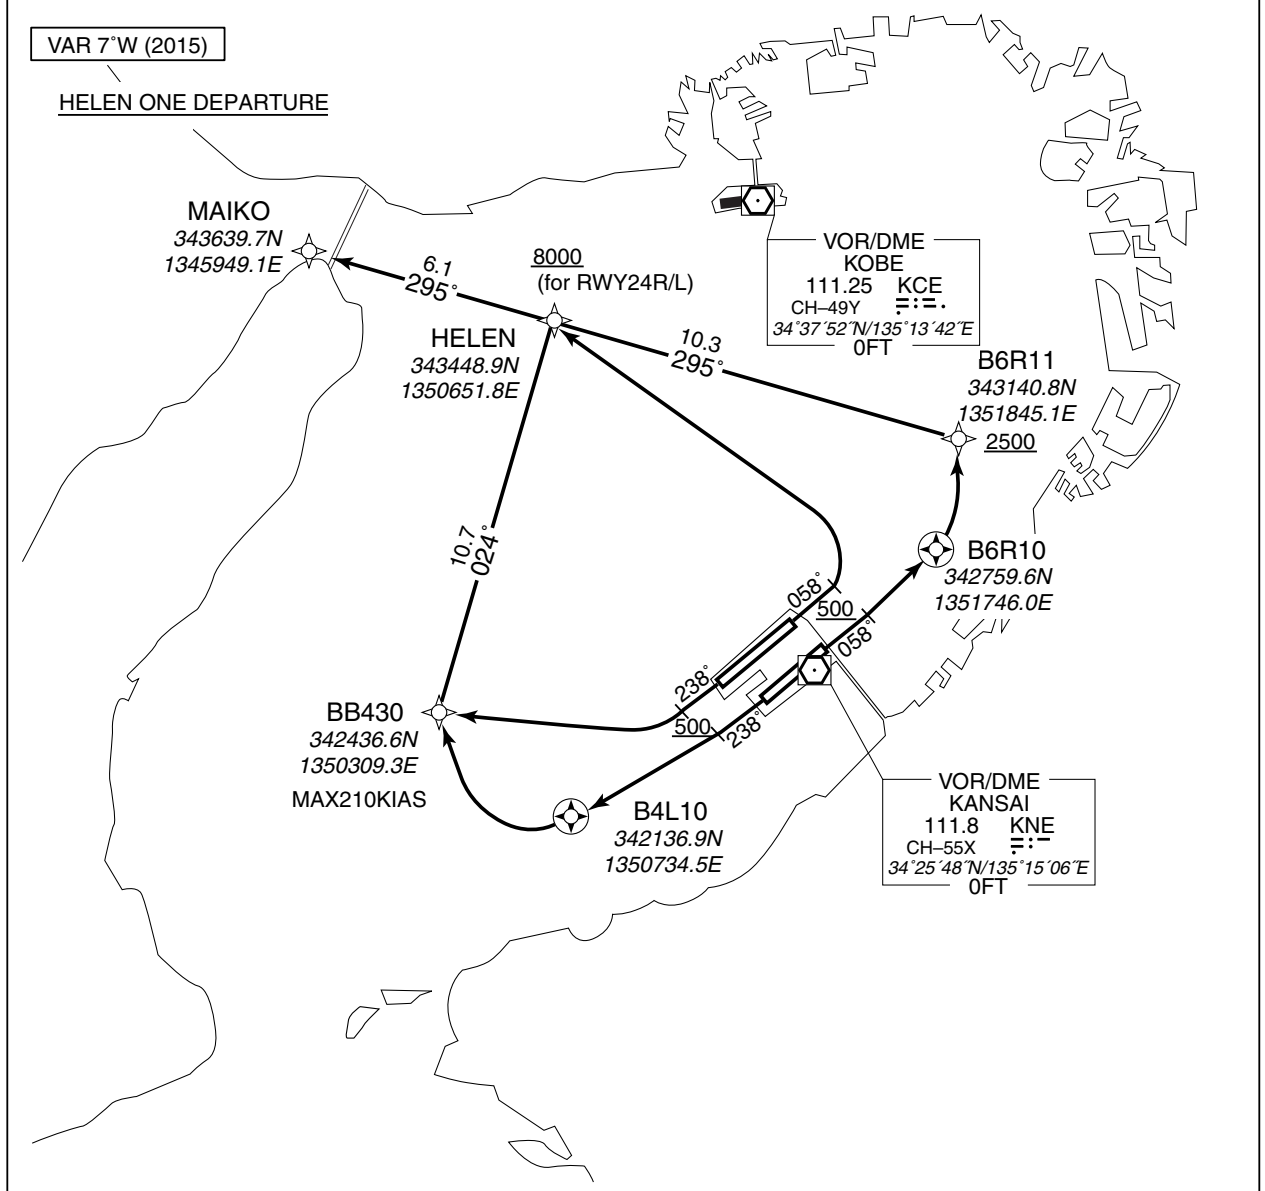 VAR 7˚W (2015)
HELEN ONE DEPARTURE
MAIKO
343639.7N
1345949.1E
6.1
295˚
8000
(for RWY24R/L)
HELEN
343448.9N
1350651.8E
10.3
295˚
VOR/DME
KOBE
111.25 KCE
CH–49Y
34˚37´52˝N/135˚13´42˝E
0FT
B6R11
343140.8N
1351845.1E
2500
10.7
024˚
B6R10
342759.6N
1351746.0E
058˚
500
058˚
238˚
500
238˚
BB430
342436.6N
1350309.3E
MAX210KIAS
B4L10
342136.9N
1350734.5E
VOR/DME
KANSAI
111.8 KNE
CH–55X
34˚25´48˝N/135˚15´06˝E
0FT